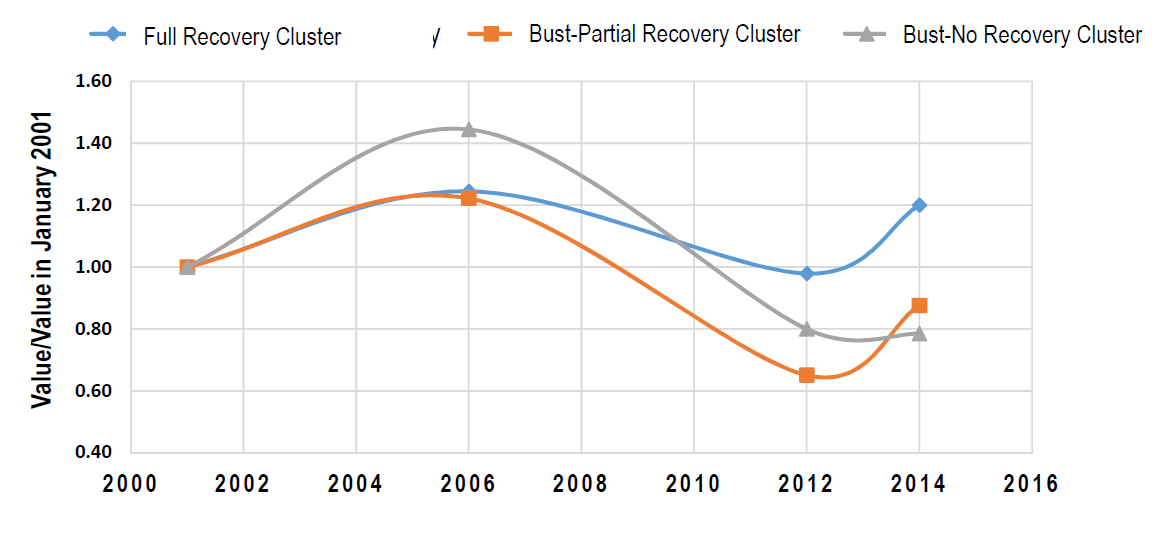 Full Recovery Cluster y Bust-Partial Recovery Cluster Bust-No Recovery Cluster
Value/Value in January 2001
1.60
1.40
1.20
1.00
0.80
0.60
0.40
2000 2002 2004 2006 2008 2010 2012 2014 2016